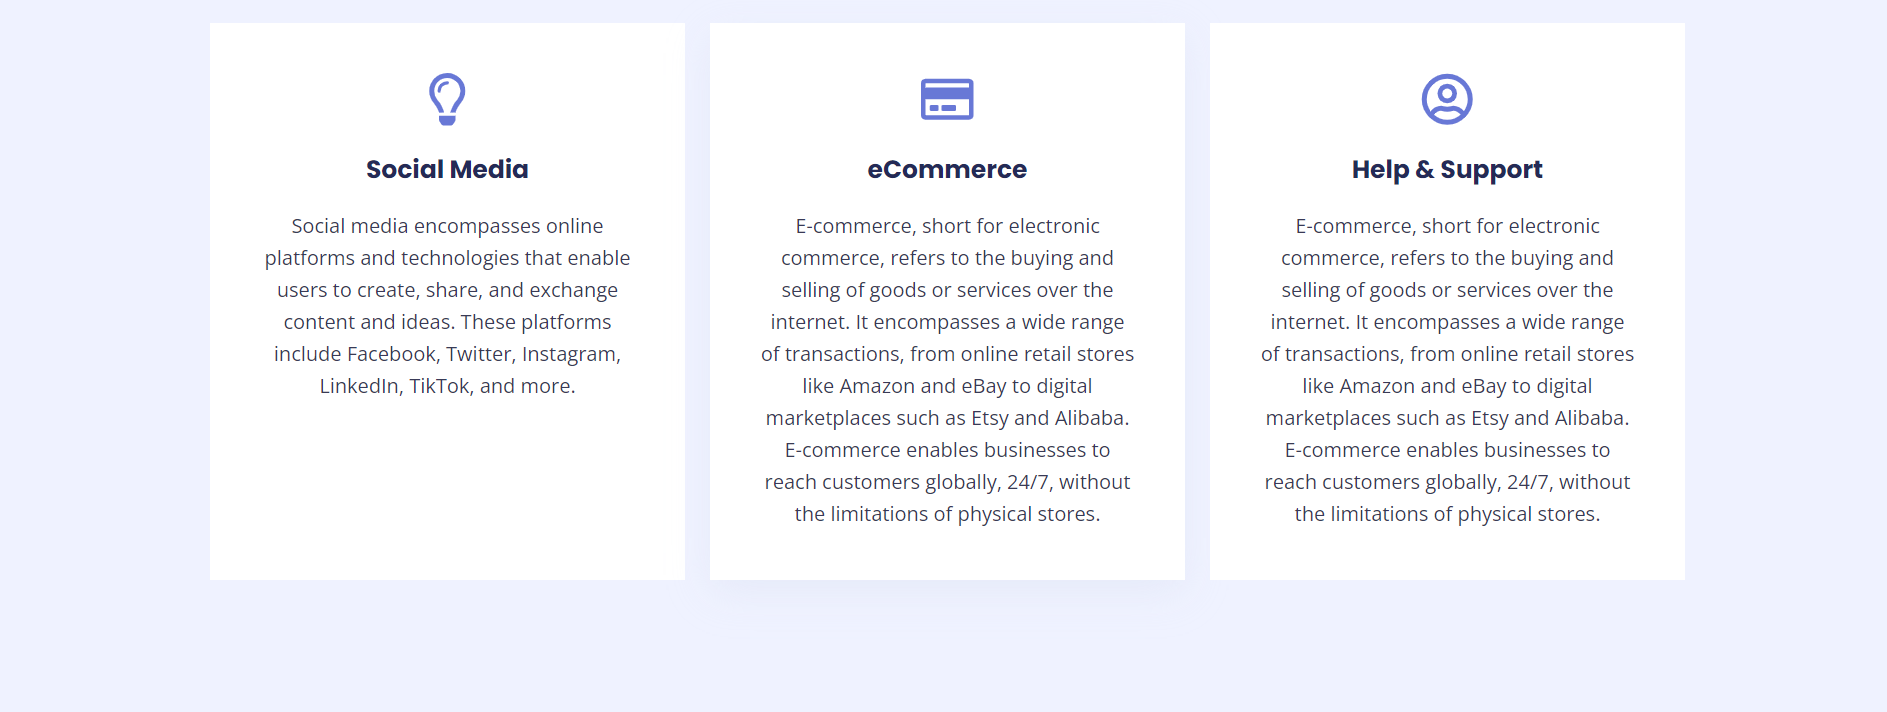 Social Media
Social media encompasses online
platforms and technologies that enable
users to create, share, and exchange
content and ideas. These platforms
include Facebook, Twitter, Instagram,
LinkedIn, TikTok, and more.
eCommerce
E-commerce, short for electronic
commerce, refers to the buying and
selling of goods or services over the
internet. It encompasses a wide range
of transactions, from online retail stores
like Amazon and eBay to digital
marketplaces such as Etsy and Alibaba.
E-commerce enables businesses to
reach customers globally, 24/7, without
the limitations of physical stores.
Help & Support
E-commerce, short for electronic
commerce, refers to the buying and
selling of goods or services over the
internet. It encompasses a wide range
of transactions, from online retail stores
like Amazon and eBay to digital
marketplaces such as Etsy and Alibaba.
E-commerce enables businesses to
reach customers globally, 24/7, without
the limitations of physical stores.